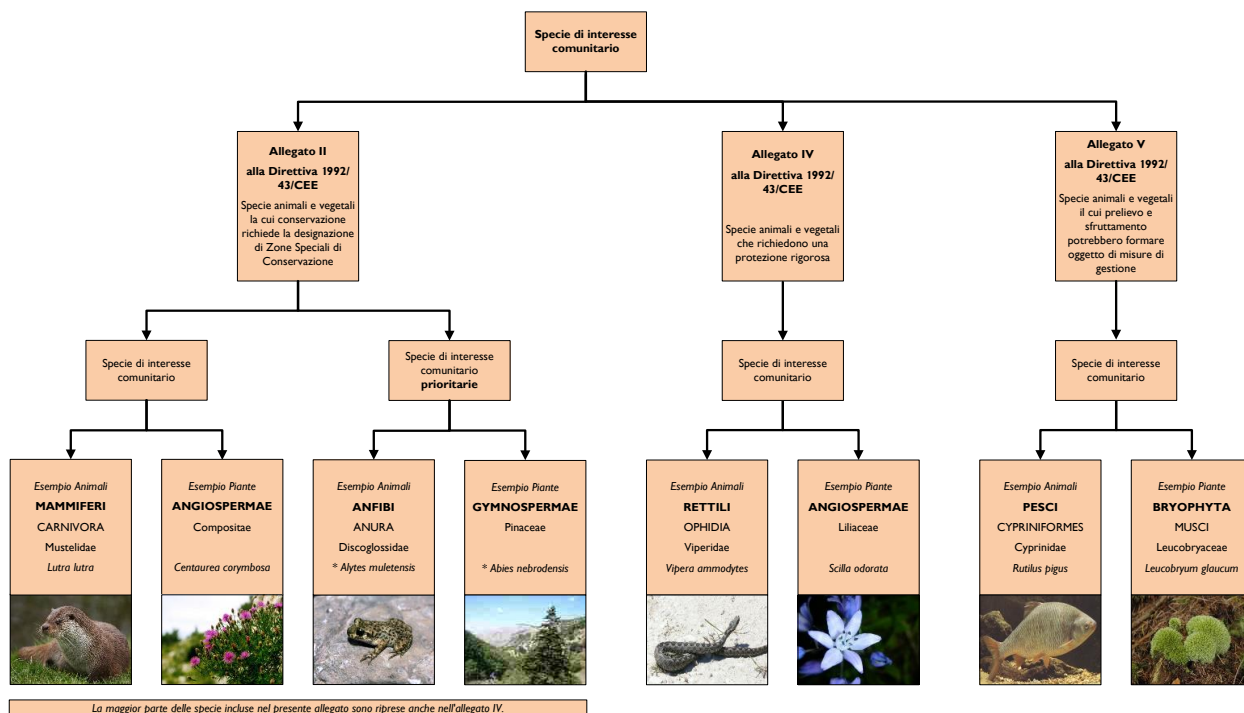 Specie di interesse
comunitario
Allegato II
alla Direttiva 1992/
43/CEE
Specie animali e vegetali
la cui conservazione
richiede la designazione
di Zone Speciali di
Conservazione
Allegato IV
alla Direttiva 1992/
43/CEE
Specie animali e vegetali
che richiedono una
protezione rigorosa
Allegato V
alla Direttiva 1992/
43/CEE
Specie animali e vegetali
il cui prelievo e
sfruttamento
potrebbero formare
oggetto di misure di
gestione
Specie di interesse
comunitario
Specie di interesse
comunitario
prioritarie
Specie di interesse
comunitario
Specie di interesse
comunitario
Esempio Animali
MAMMIFERI
CARNIVORA
Mustelidae
Lutra lutra
Esempio Piante
ANGIOSPERMAE
Compositae
Centaurea corymbosa
Esempio Animali
ANFIBI
ANURA
Discoglossidae
* Alytes muletensis
Esempio Piante
GYMNOSPERMAE
Pinaceae
* Abies nebrodensis
Esempio Animali
RETTILI
OPHIDIA
Viperidae
Vipera ammodytes
Esempio Piante
ANGIOSPERMAE
Liliaceae
Scilla odorata
Esempio Animali
PESCI
CYPRINIFORMES
Cyprinidae
Rutilus pigus
Esempio Piante
BRYOPHYTA
MUSCI
Leucobryaceae
Leucobryum glaucum
La maggior parte delle specie incluse nel presente allegato sono riprese anche nell'allegato IV.